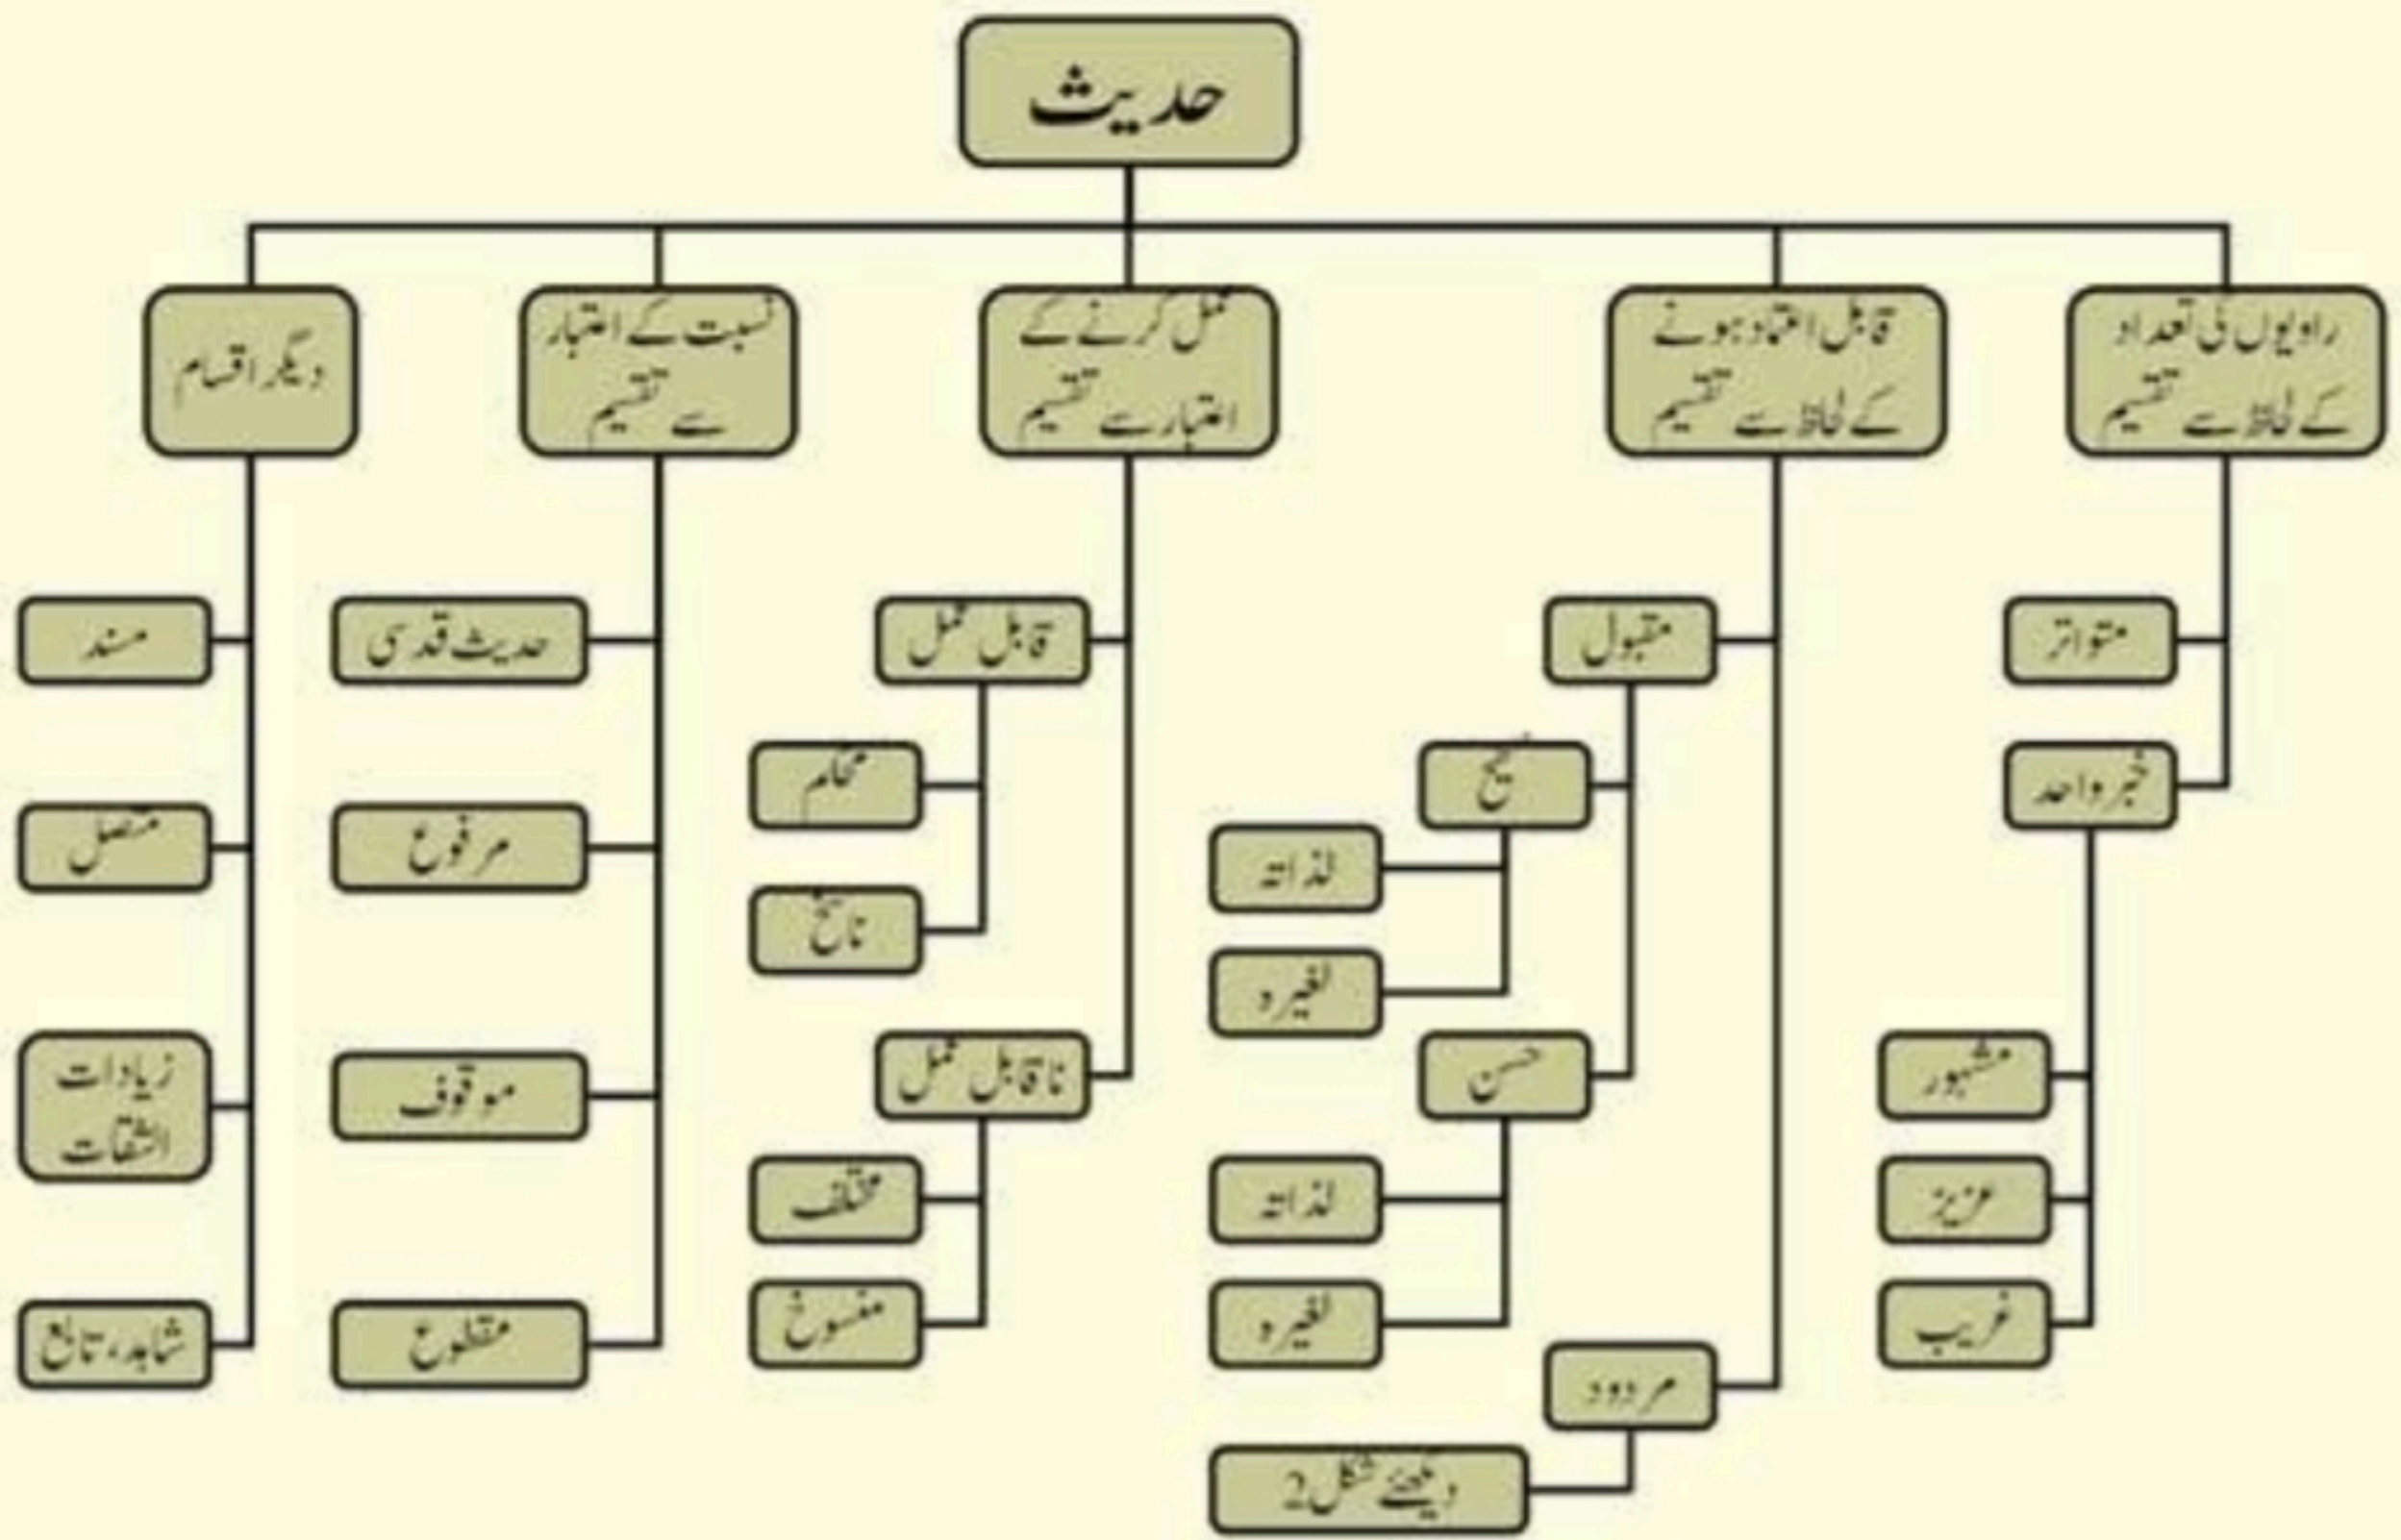 حدیث
راویوں کی تعداد
کے لحاظ سے تقسیم
قابل اعتماد ہونے
کے لحاظ سے تقسیم
عمل کرنے کے
اعتبار سے تقسیم
نسبت کے اعتبار
سے تقسیم
دیگر اقسام
متواتر
خبر واحد
مشہور
عزیز
غریب
مقبول
صحیح
لذاتہ
لغیرہ
حسن
لذاتہ
لغیرہ
مردود
دیکھئے شکل 2
قابل عمل
محکم
ناسخ
ناقابل عمل
مختلف
منسوخ
حدیث قدسی
مرفوع
موقوف
مقطوع
مسند
متصل
زیادات
الثقات
شاہد، تابع